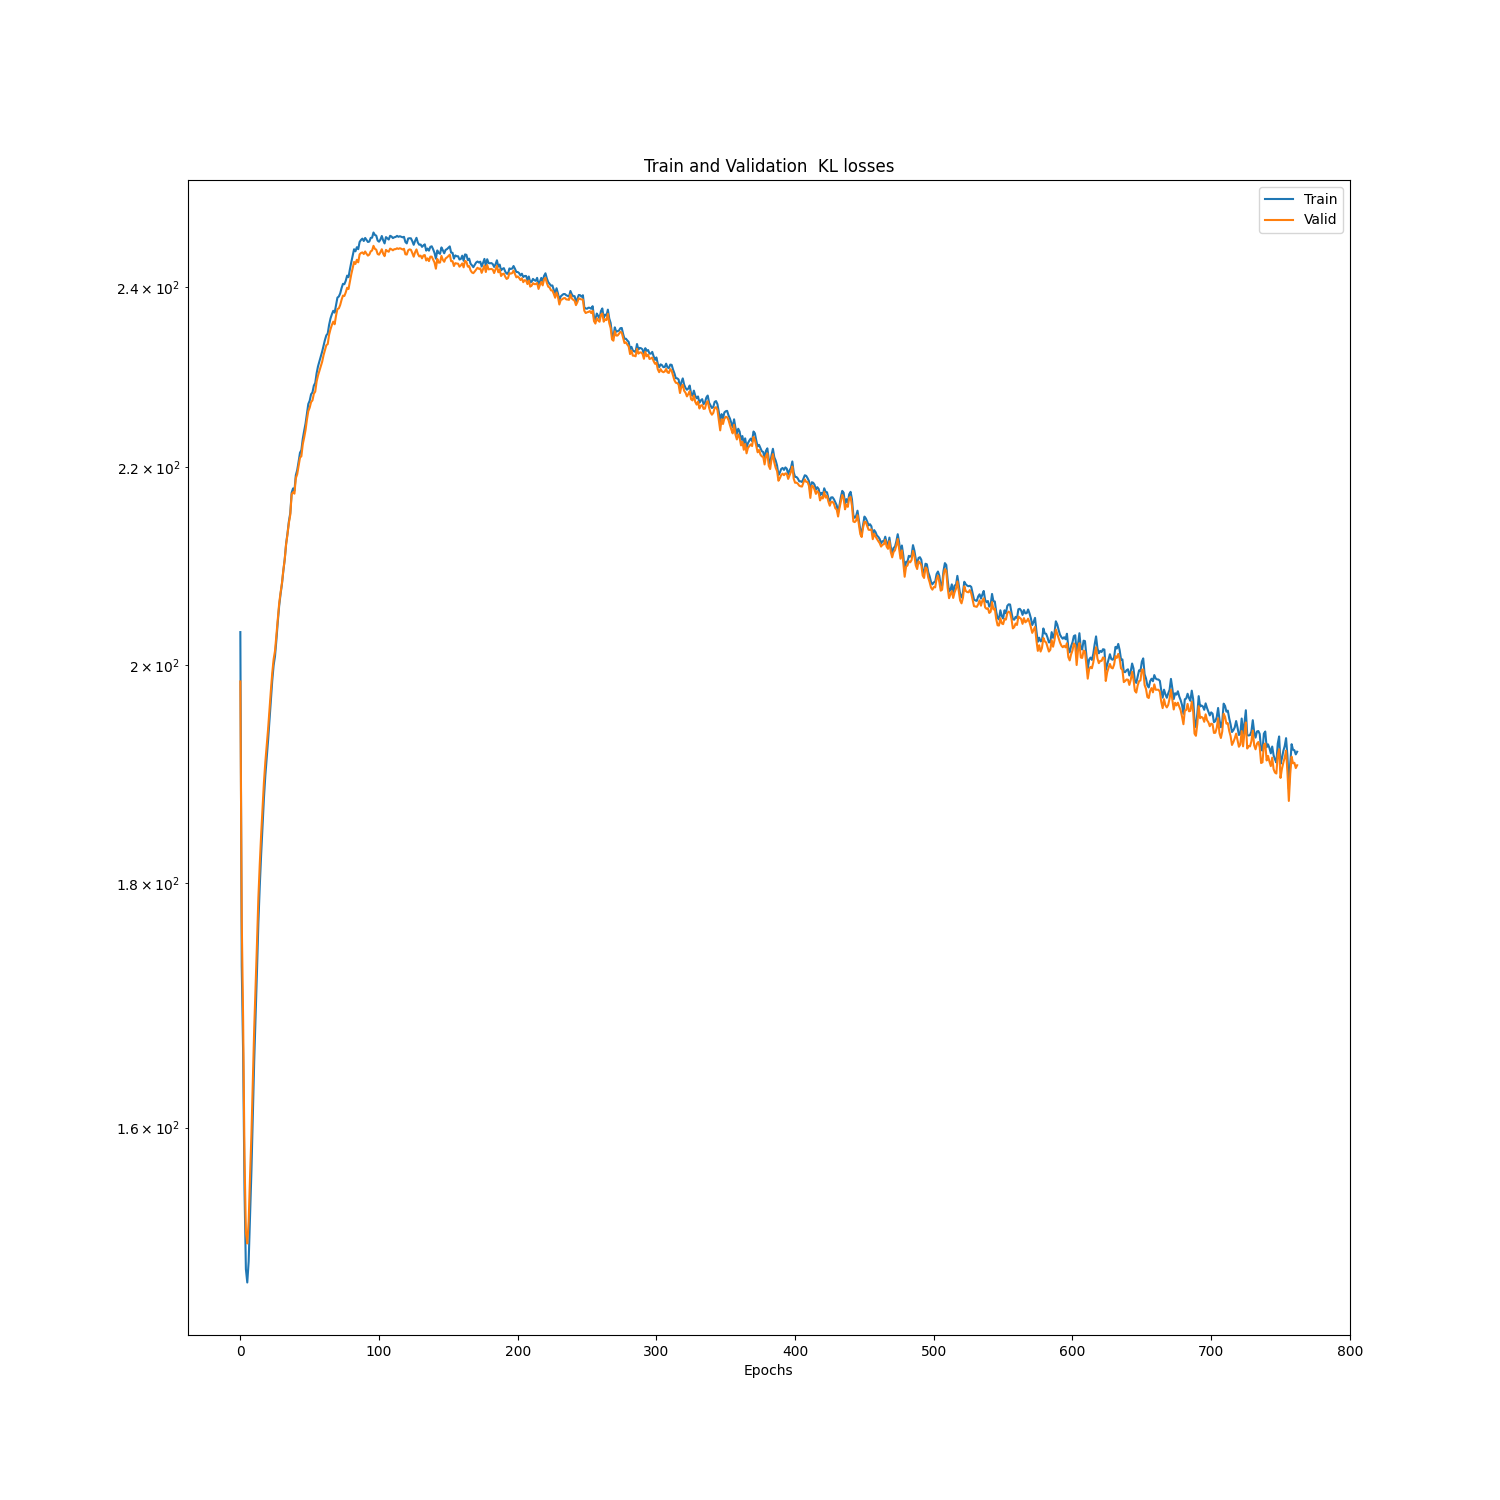 Train and Validation  KL losses
Train
Valid
2.4 × 10²
2.2 × 10²
2 × 10²
1.8 × 10²
1.6 × 10²
0 100 200 300 400 500 600 700 800
Epochs